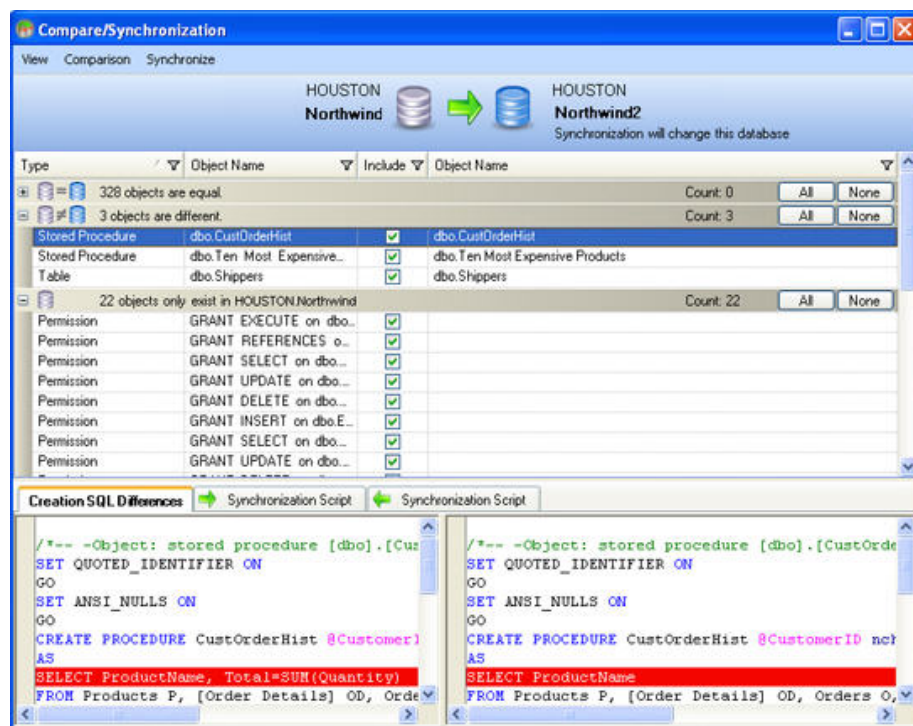 Compare/Synchronization
View Comparison Synchronize
HOUSTON
Northwind
HOUSTON
Northwind2
Synchronization will change this database
Type Object Name Include Object Name
328 objects are equal. Count: 0 All None
3 objects are different. Count: 3 All None
Stored Procedure dbo.CustOrderHist dbo.CustOrderHist
Stored Procedure dbo.Ten Most Expensive... dbo.Ten Most Expensive Products
Table dbo.Shippers dbo.Shippers
22 objects only exist in HOUSTON.Northwind Count: 22 All None
Permission GRANT EXECUTE on dbo...
Permission GRANT REFERENCES o...
Permission GRANT SELECT on dbo....
Permission GRANT UPDATE on dbo....
Permission GRANT DELETE on dbo....
Permission GRANT INSERT on dbo.E...
Permission GRANT SELECT on dbo....
Permission GRANT UPDATE on dbo....
Creation SQL Differences Synchronization Script Synchronization Script
/*-- -Object: stored procedure [dbo].[Cus
SET QUOTED_IDENTIFIER ON
GO
SET ANSI_NULLS ON
GO
CREATE PROCEDURE CustOrderHist @CustomerI
AS
SELECT ProductName, Total=SUM(Quantity)
FROM Products P, [Order Details] OD, Orde
/*-- -Object: stored procedure [dbo].[CustOrde
SET QUOTED_IDENTIFIER ON
GO
SET ANSI_NULLS ON
GO
CREATE PROCEDURE CustOrderHist @CustomerID nch
AS
SELECT ProductName
FROM Products P, [Order Details] OD, Orders O,